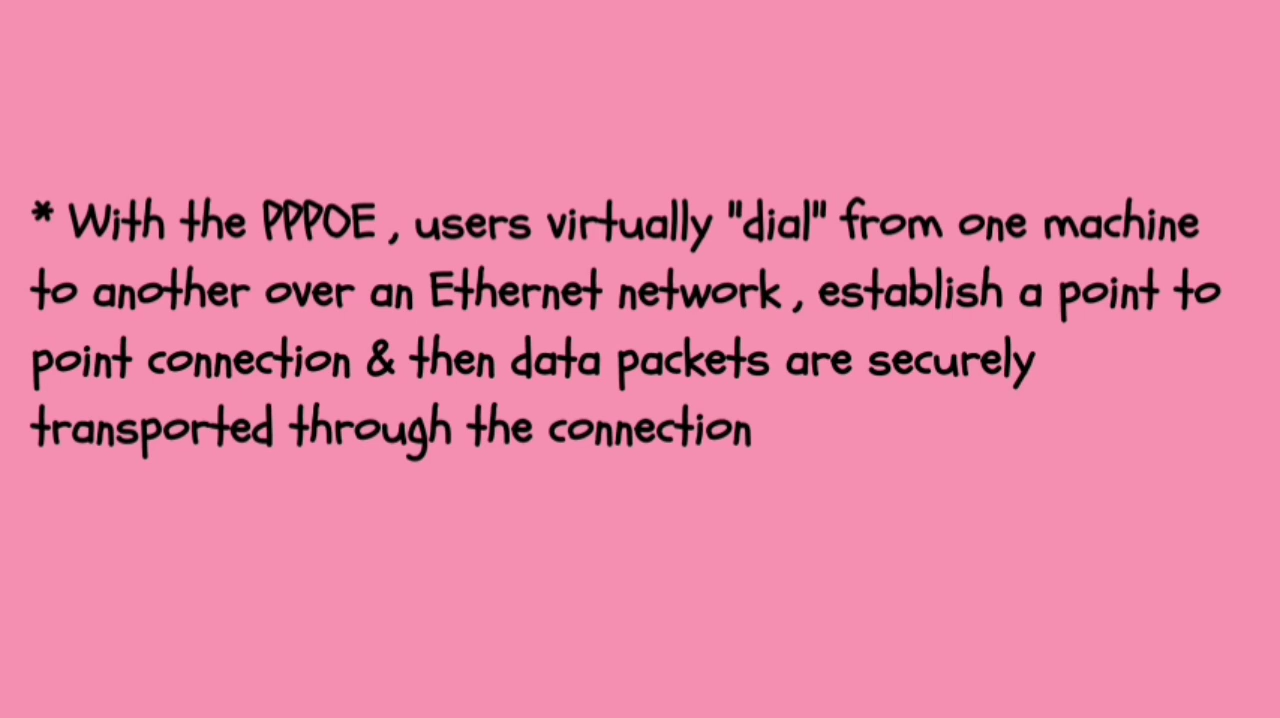 * With the PPPOE , users virtually "dial" from one machine
to another over an Ethernet network , establish a point to
point connection & then data packets are securely
transported through the connection